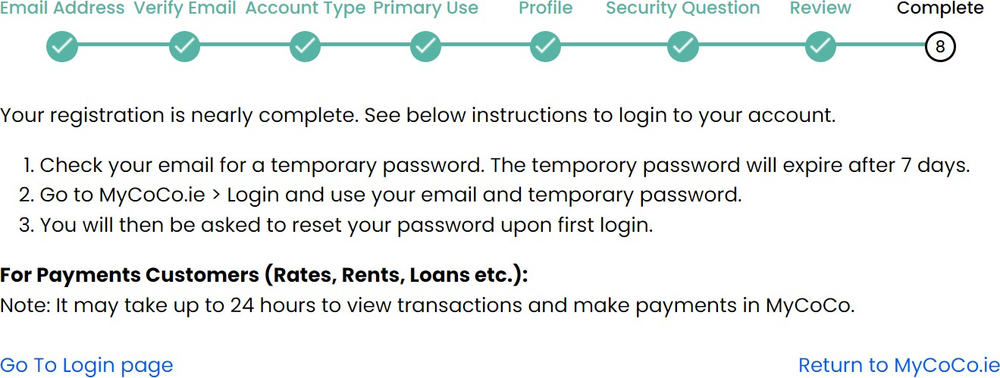 Email Address Verify Email Account Type Primary Use Profile Security Question Review Complete
8
Your registration is nearly complete. See below instructions to login to your account.
1. Check your email for a temporary password. The temporory password will expire after 7 days.
2. Go to MyCoCo.ie > Login and use your email and temporary password.
3. You will then be asked to reset your password upon first login.
For Payments Customers (Rates, Rents, Loans etc.):
Note: It may take up to 24 hours to view transactions and make payments in MyCoCo.
Go To Login page Return to MyCoCo.ie